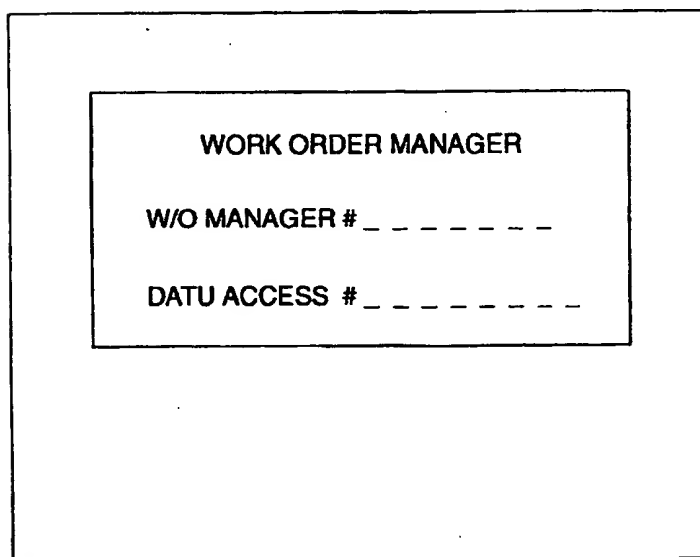 WORK ORDER MANAGER
W/O MANAGER # _ _ _ _ _ _ _
DATU ACCESS # _ _ _ _ _ _ _ _